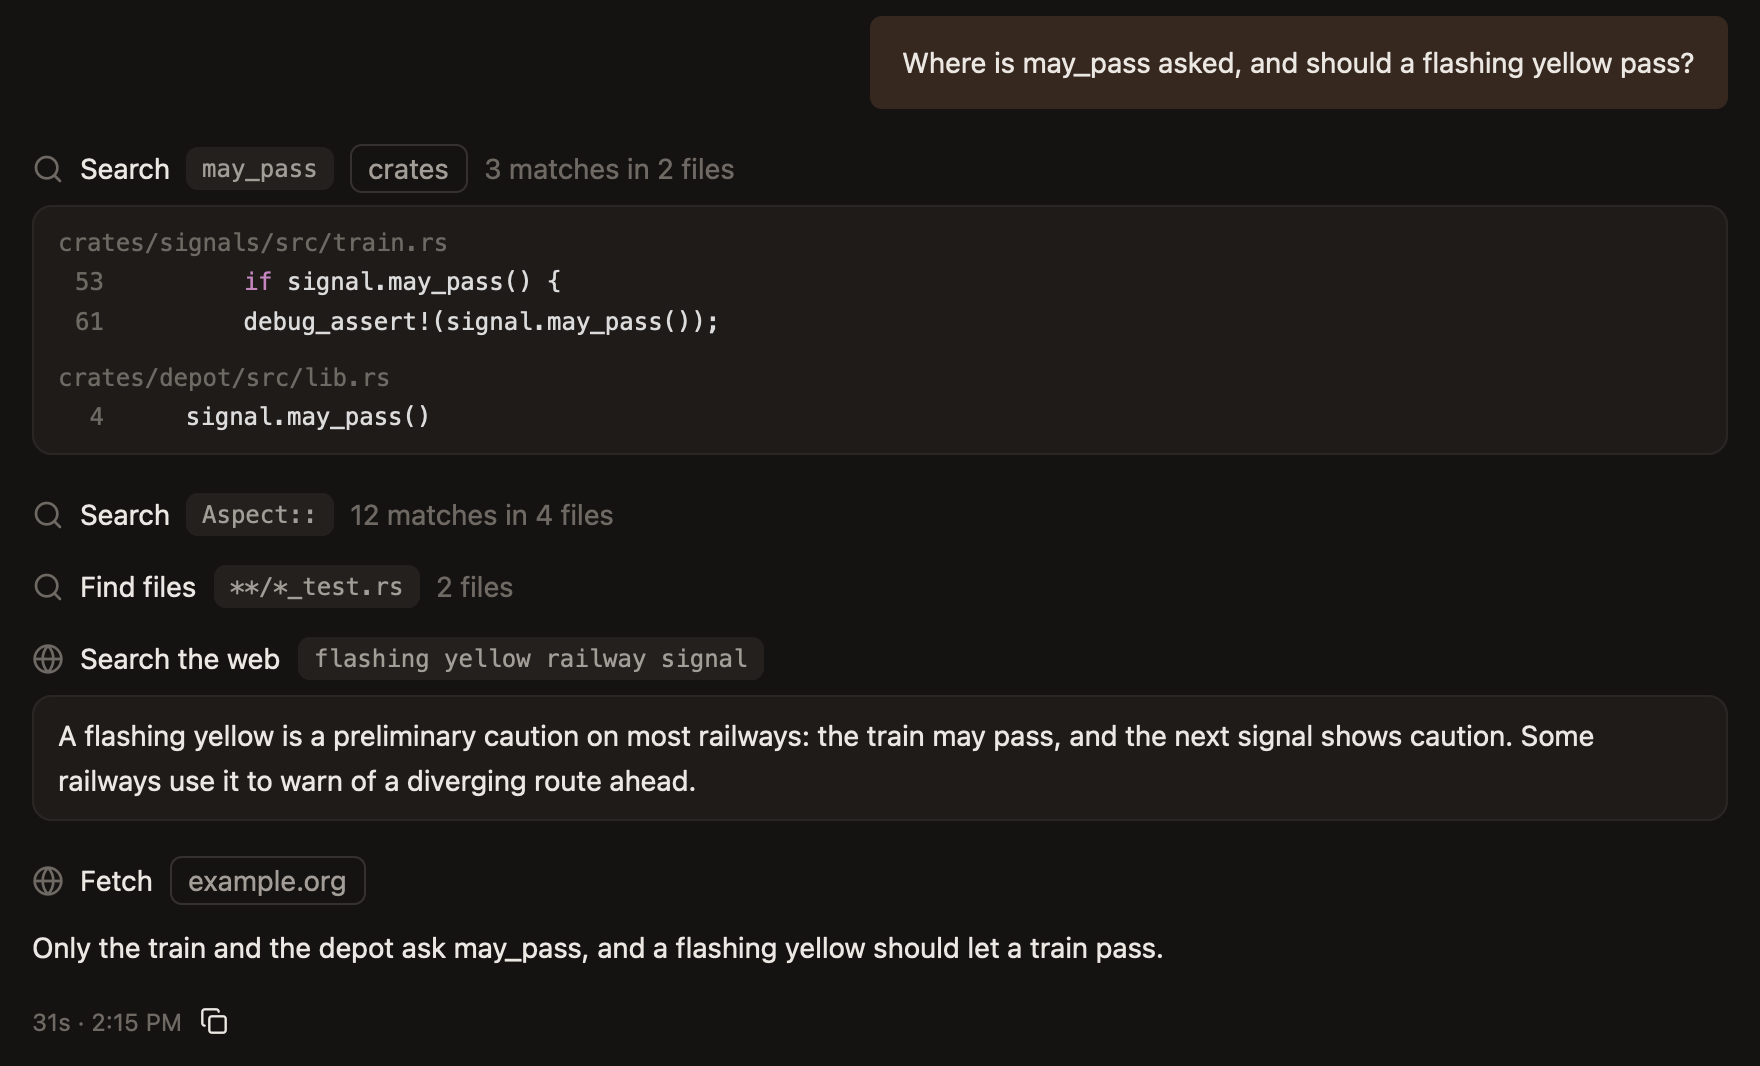 Where is may_pass asked, and should a flashing yellow pass?
Search may_pass crates 3 matches in 2 files
crates/signals/src/train.rs
53 if signal.may_pass() {
61 debug_assert!(signal.may_pass());
crates/depot/src/lib.rs
4 signal.may_pass()
Search Aspect:: 12 matches in 4 files
Find files **/*_test.rs 2 files
Search the web flashing yellow railway signal
A flashing yellow is a preliminary caution on most railways: the train may pass, and the next signal shows caution. Some
railways use it to warn of a diverging route ahead.
Fetch example.org
Only the train and the depot ask may_pass, and a flashing yellow should let a train pass.
31s · 2:15 PM